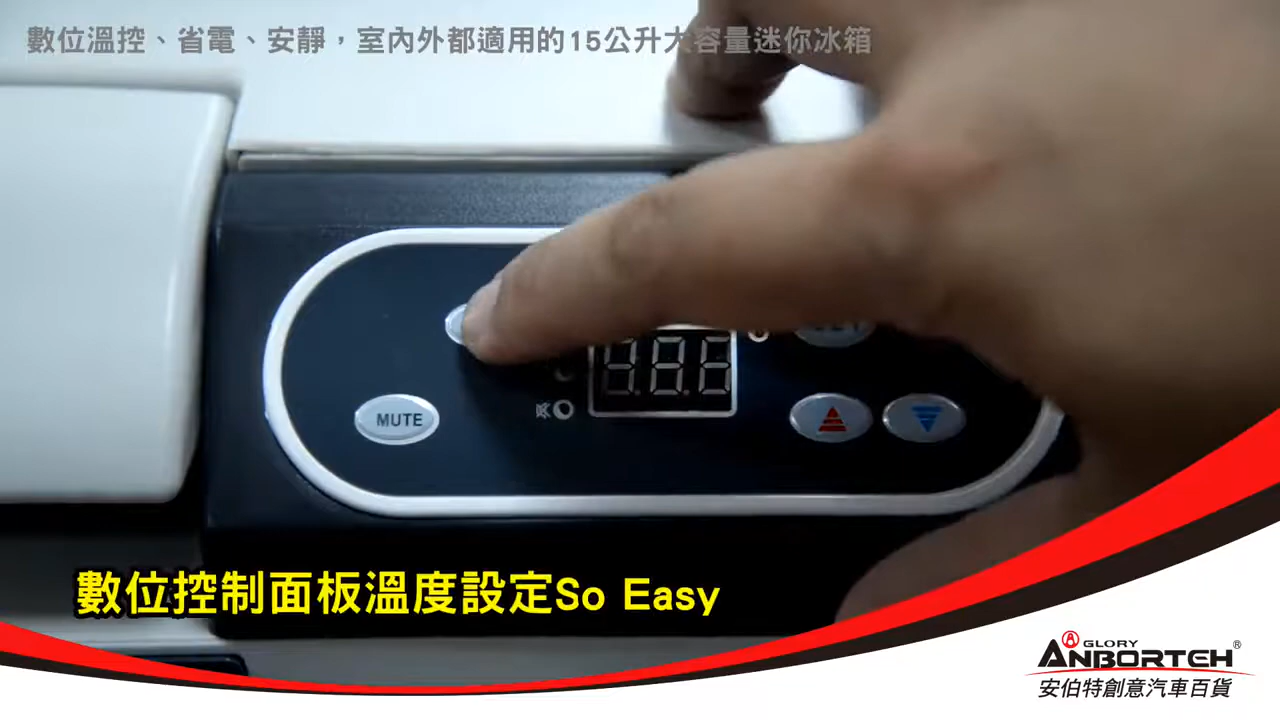 數位溫控、省電、安靜，室內外都適用的15公升大容量迷你冰箱
MUTE
數位控制面板溫度設定So Easy
GLORY
ANBORTEH®
安伯特創意汽車百貨